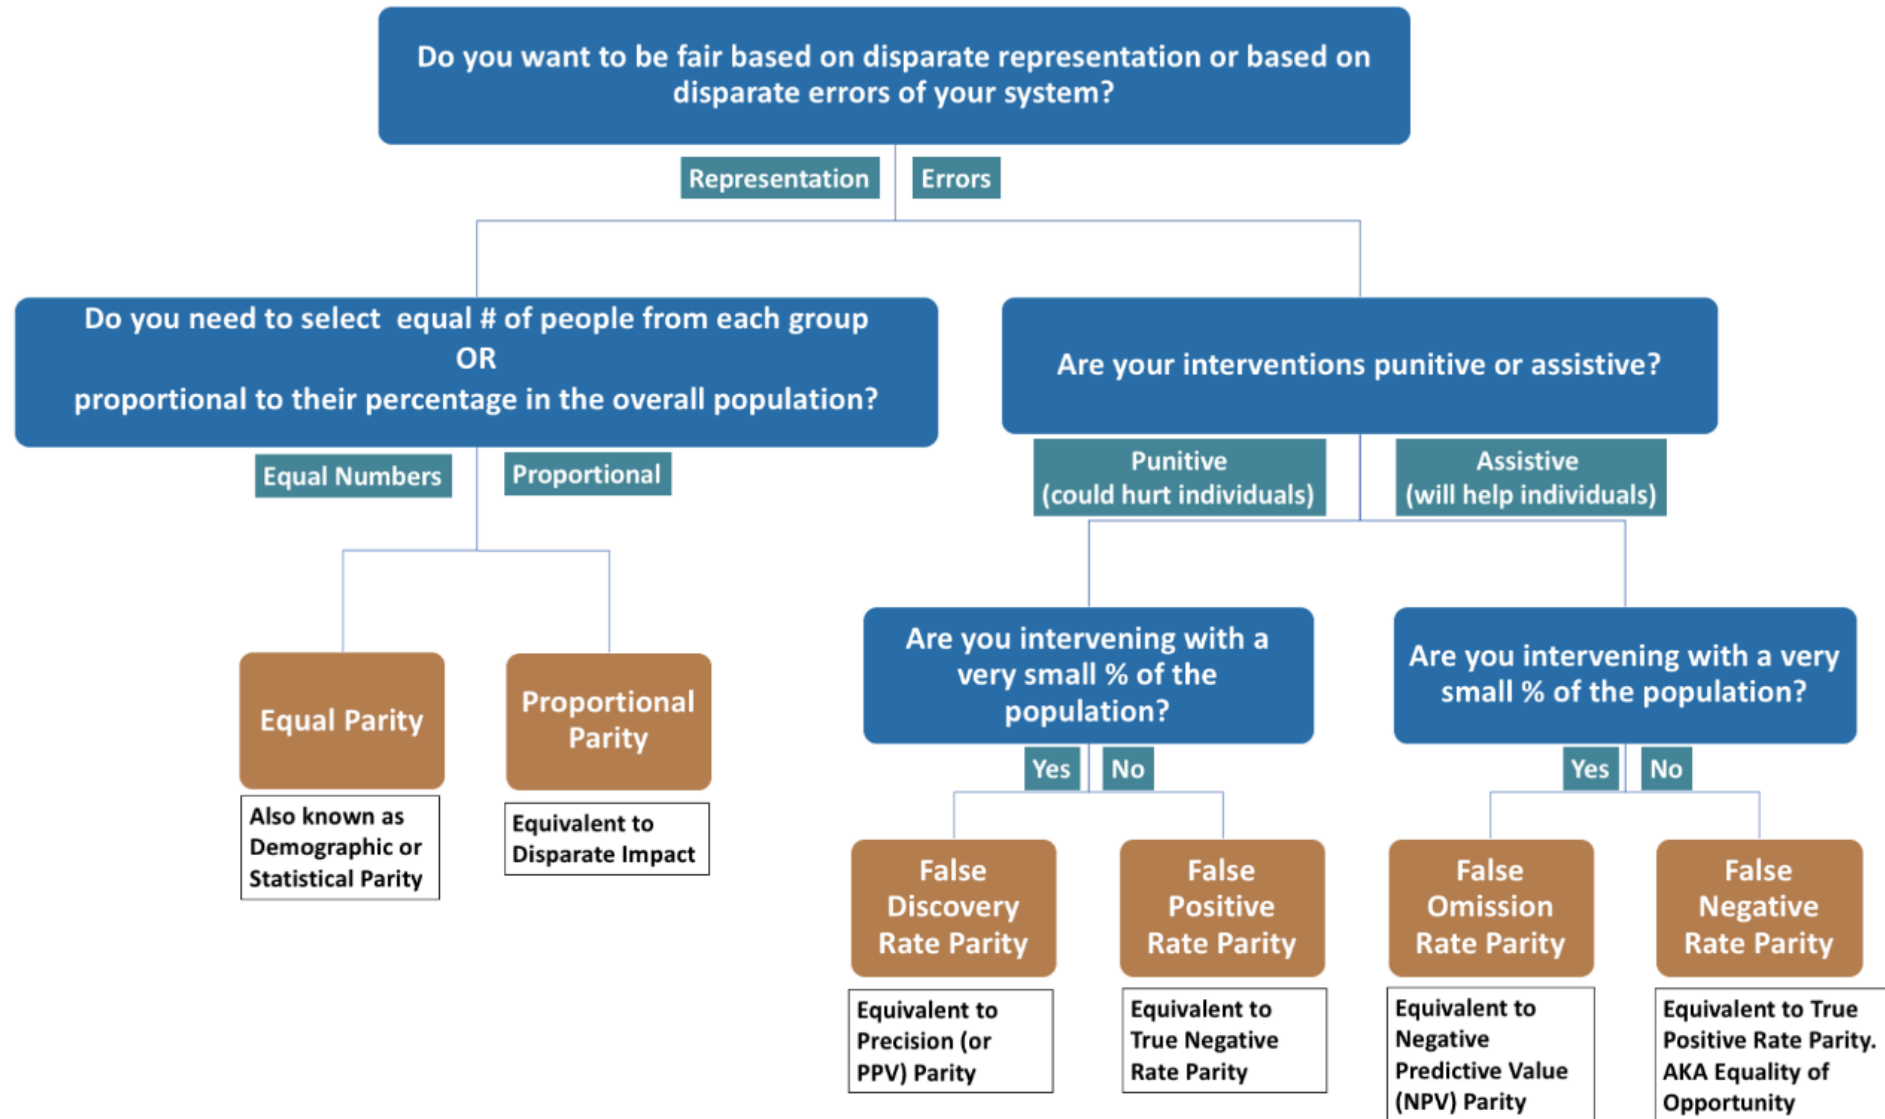 Do you want to be fair based on disparate representation or based on
disparate errors of your system?
Representation
Errors
Do you need to select equal # of people from each group
OR
proportional to their percentage in the overall population?
Are your interventions punitive or assistive?
Equal Numbers
Proportional
Punitive
(could hurt individuals)
Assistive
(will help individuals)
Equal Parity
Also known as
Demographic or
Statistical Parity
Proportional
Parity
Equivalent to
Disparate Impact
Are you intervening with a
very small % of the
population?
Are you intervening with a very
small % of the population?
Yes
No
Yes
No
False
Discovery
Rate Parity
Equivalent to
Precision (or
PPV) Parity
False
Positive
Rate Parity
Equivalent to
True Negative
Rate Parity
False
Omission
Rate Parity
Equivalent to
Negative
Predictive Value
(NPV) Parity
False
Negative
Rate Parity
Equivalent to True
Positive Rate Parity.
AKA Equality of
Opportunity